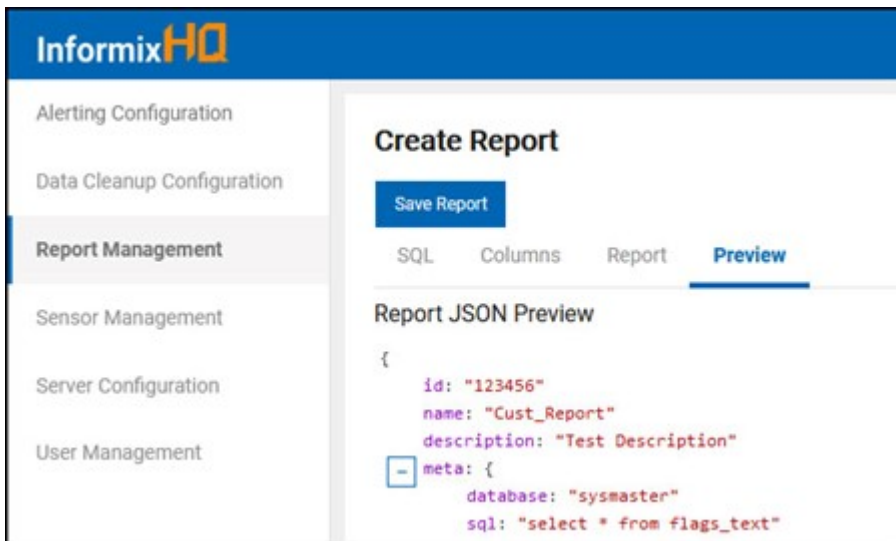 InformixHQ
Alerting Configuration
Data Cleanup Configuration
Report Management
Sensor Management
Server Configuration
User Management
Create Report
Save Report
SQL Columns Report Preview
Report JSON Preview
{
id: "123456"
name: "Cust_Report"
description: "Test Description"
- meta: {
database: "sysmaster"
sql: "select * from flags_text"